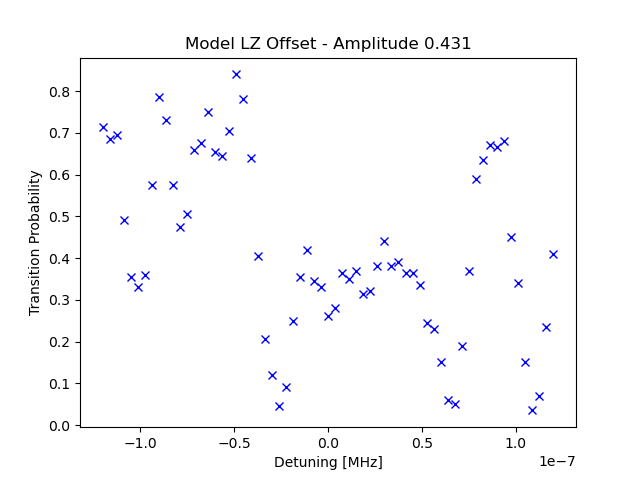 Model LZ Offset - Amplitude 0.431
Transition Probability
0.8
0.7
0.6
0.5
0.4
0.3
0.2
0.1
0.0
−1.0 −0.5 0.0 0.5 1.0
1e−7
Detuning [MHz]